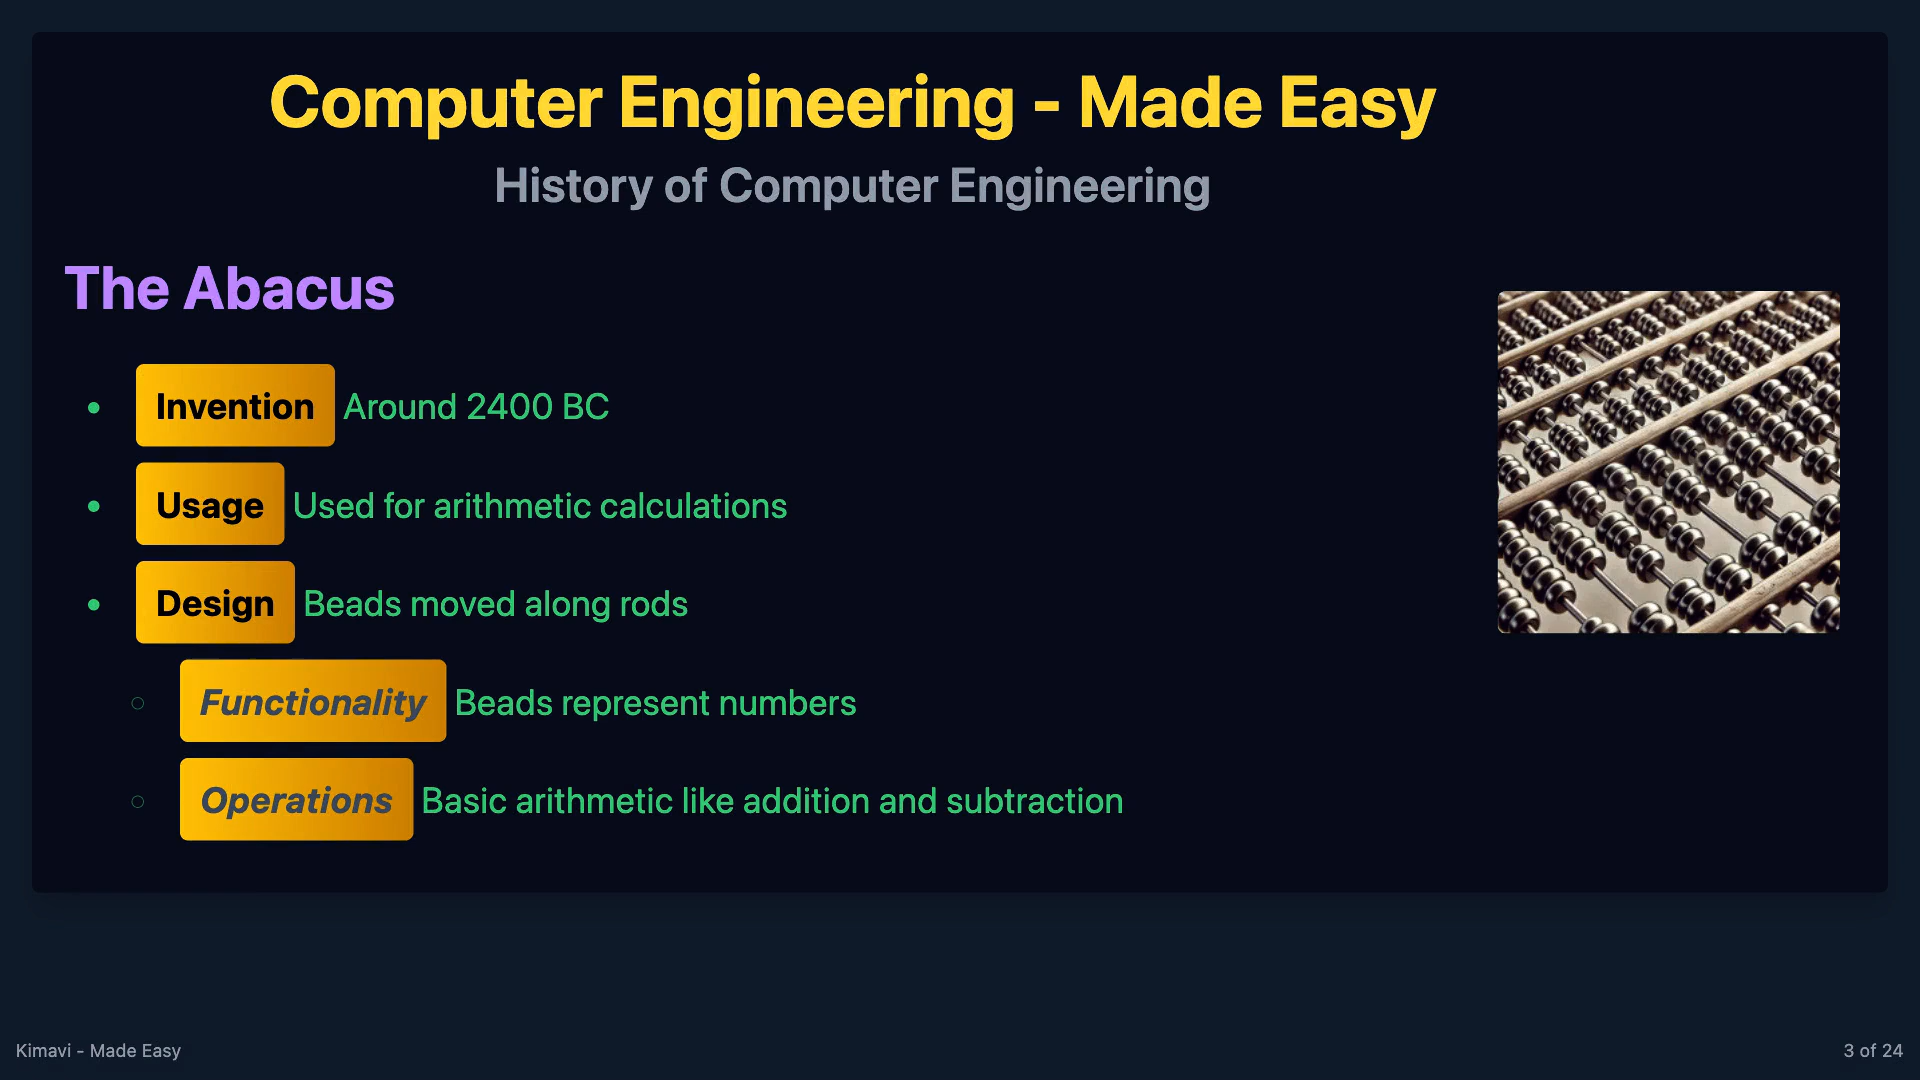 Computer Engineering - Made Easy
History of Computer Engineering
The Abacus
Invention Around 2400 BC
Usage Used for arithmetic calculations
Design Beads moved along rods
Functionality Beads represent numbers
Operations Basic arithmetic like addition and subtraction
Kimavi - Made Easy
3 of 24